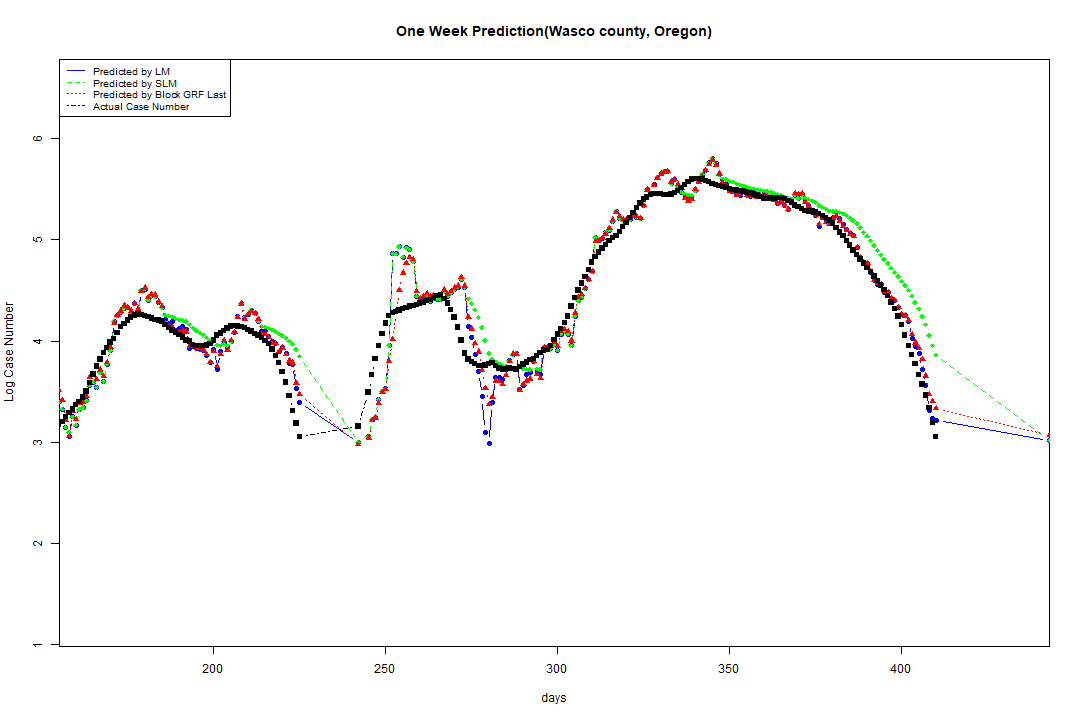 One Week Prediction(Wasco county, Oregon)
Predicted by LM
Predicted by SLM
Predicted by Block GRF Last
Actual Case Number
Log Case Number
6
5
4
3
2
1
200 250 300 350 400
days